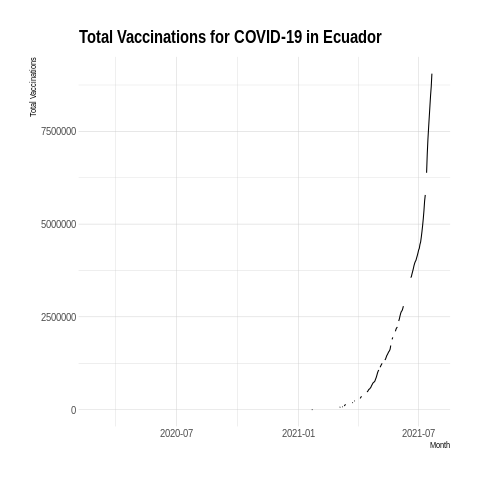 Total Vaccinations for COVID-19 in Ecuador
Total Vaccinations
7500000
5000000
2500000
0
2020-07
2021-01
2021-07
Month